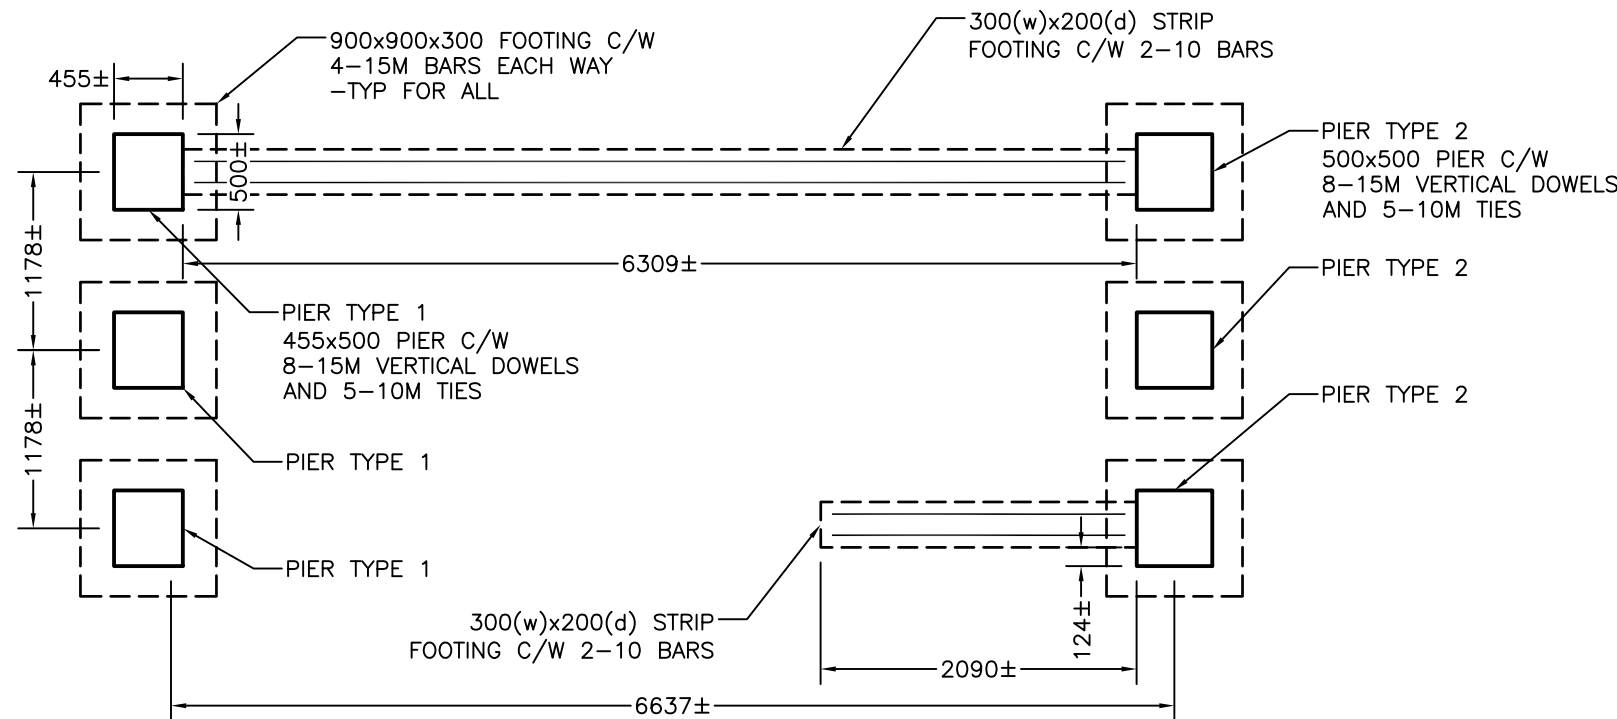 900x900x300 FOOTING C/W
4-15M BARS EACH WAY
-TYP FOR ALL
300(w)x200(d) STRIP
FOOTING C/W 2-10 BARS
455±
500±
PIER TYPE 2
500x500 PIER C/W
8-15M VERTICAL DOWELS
AND 5-10M TIES
1178±
6309±
PIER TYPE 2
PIER TYPE 1
455x500 PIER C/W
8-15M VERTICAL DOWELS
AND 5-10M TIES
PIER TYPE 2
1178±
PIER TYPE 1
PIER TYPE 1
300(w)x200(d) STRIP
FOOTING C/W 2-10 BARS
124±
2090±
6637±